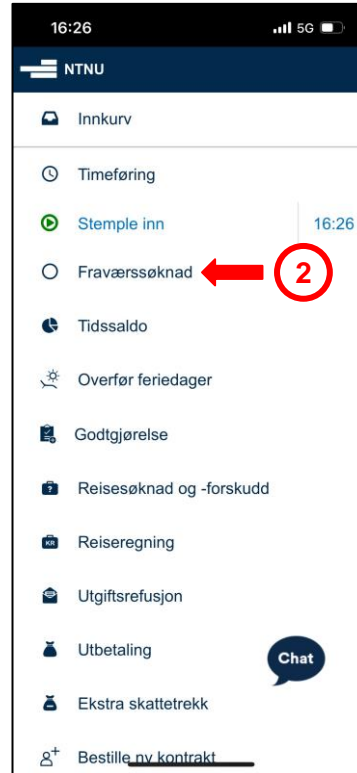 16:26 5G
NTNU
Innkurv
Timeføring
Stemple inn 16:26
Fraværssøknad 2
Tidssaldo
Overfør feriedager
Godtgjørelse
Reisesøknad og -forskudd
KR Reiseregning
Utgiftsrefusjon
Utbetaling
Chat
Ekstra skattetrekk
Bestille ny kontrakt